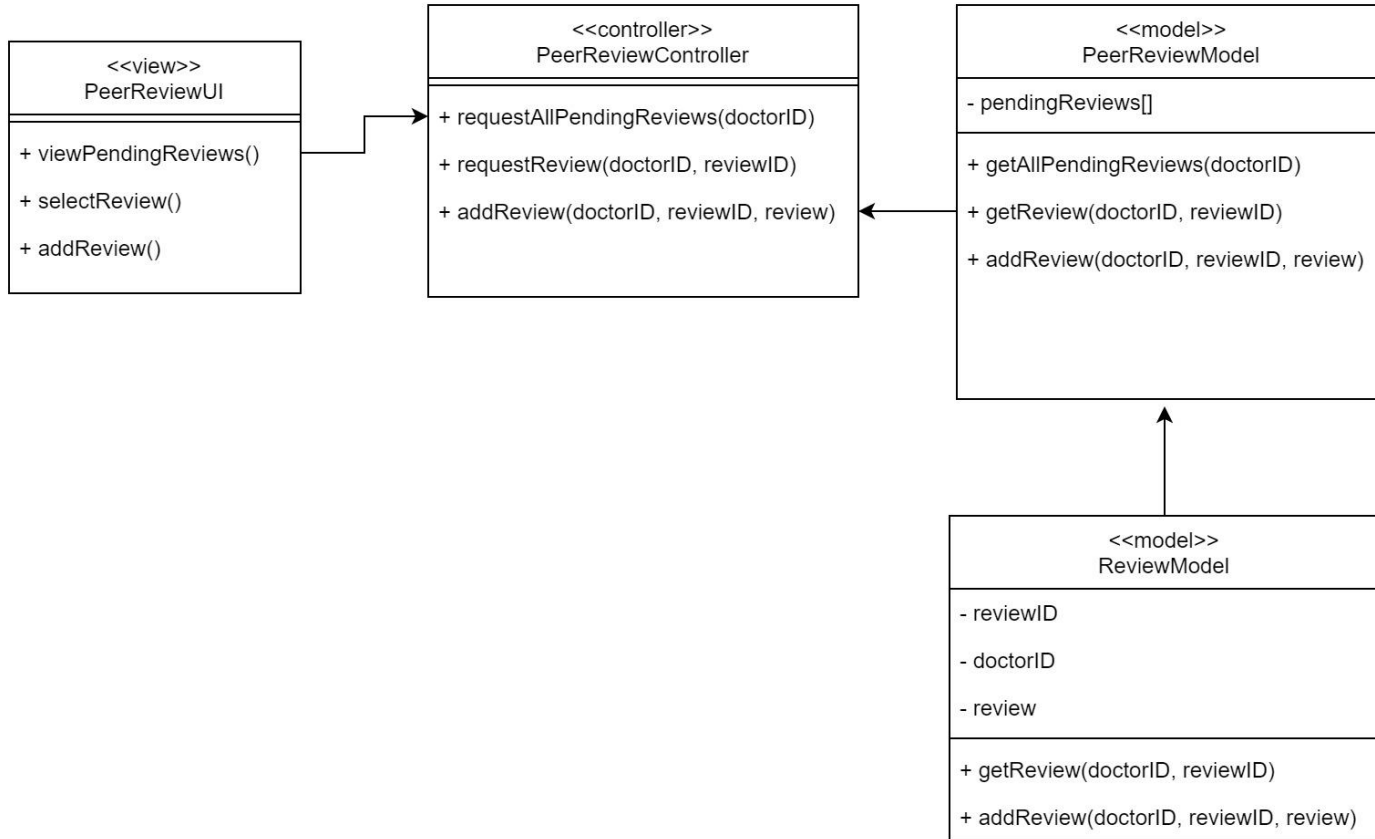 <<view>>
PeerReviewUI
+ viewPendingReviews()
+ selectReview()
+ addReview()
<<controller>>
PeerReviewController
+ requestAllPendingReviews(doctorID)
+ requestReview(doctorID, reviewID)
+ addReview(doctorID, reviewID, review)
<<model>>
PeerReviewModel
- pendingReviews[]
+ getAllPendingReviews(doctorID)
+ getReview(doctorID, reviewID)
+ addReview(doctorID, reviewID, review)
<<model>>
ReviewModel
- reviewID
- doctorID
- review
+ getReview(doctorID, reviewID)
+ addReview(doctorID, reviewID, review)